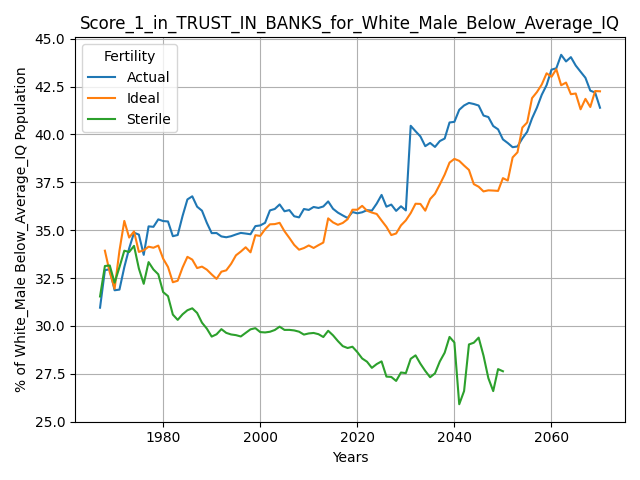 Score_1_in_TRUST_IN_BANKS_for_White_Male_Below_Average_IQ
% of White_Male Below_Average_IQ Population
45.0
42.5
40.0
37.5
35.0
32.5
30.0
27.5
25.0
Fertility
Actual
Ideal
Sterile
1980 2000 2020 2040 2060
Years